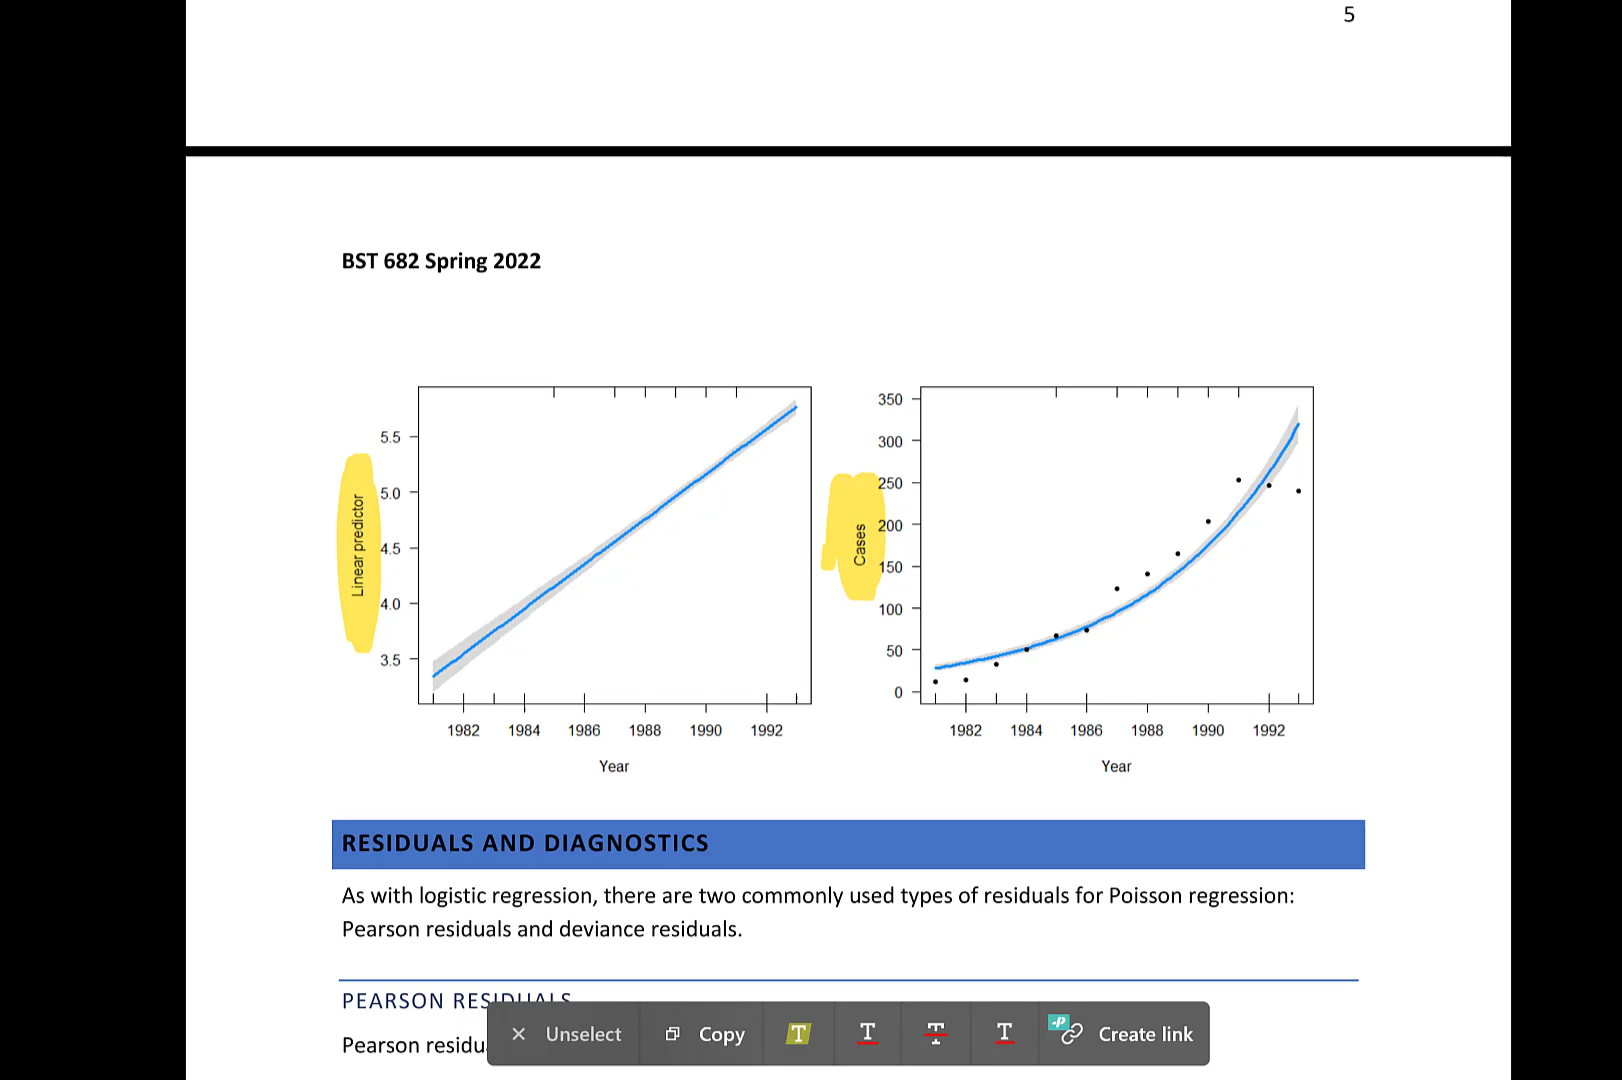 5
BST 682 Spring 2022
Linear predictor
5.5
5.0
4.5
4.0
3.5
1982 1984 1986 1988 1990 1992
Year
Cases
350
300
250
200
150
100
50
0
1982 1984 1986 1988 1990 1992
Year
RESIDUALS AND DIAGNOSTICS
As with logistic regression, there are two commonly used types of residuals for Poisson regression:
Pearson residuals and deviance residuals.
PEARSON RESIDUALS
Pearson residu
× Unselect Copy T T T T P Create link